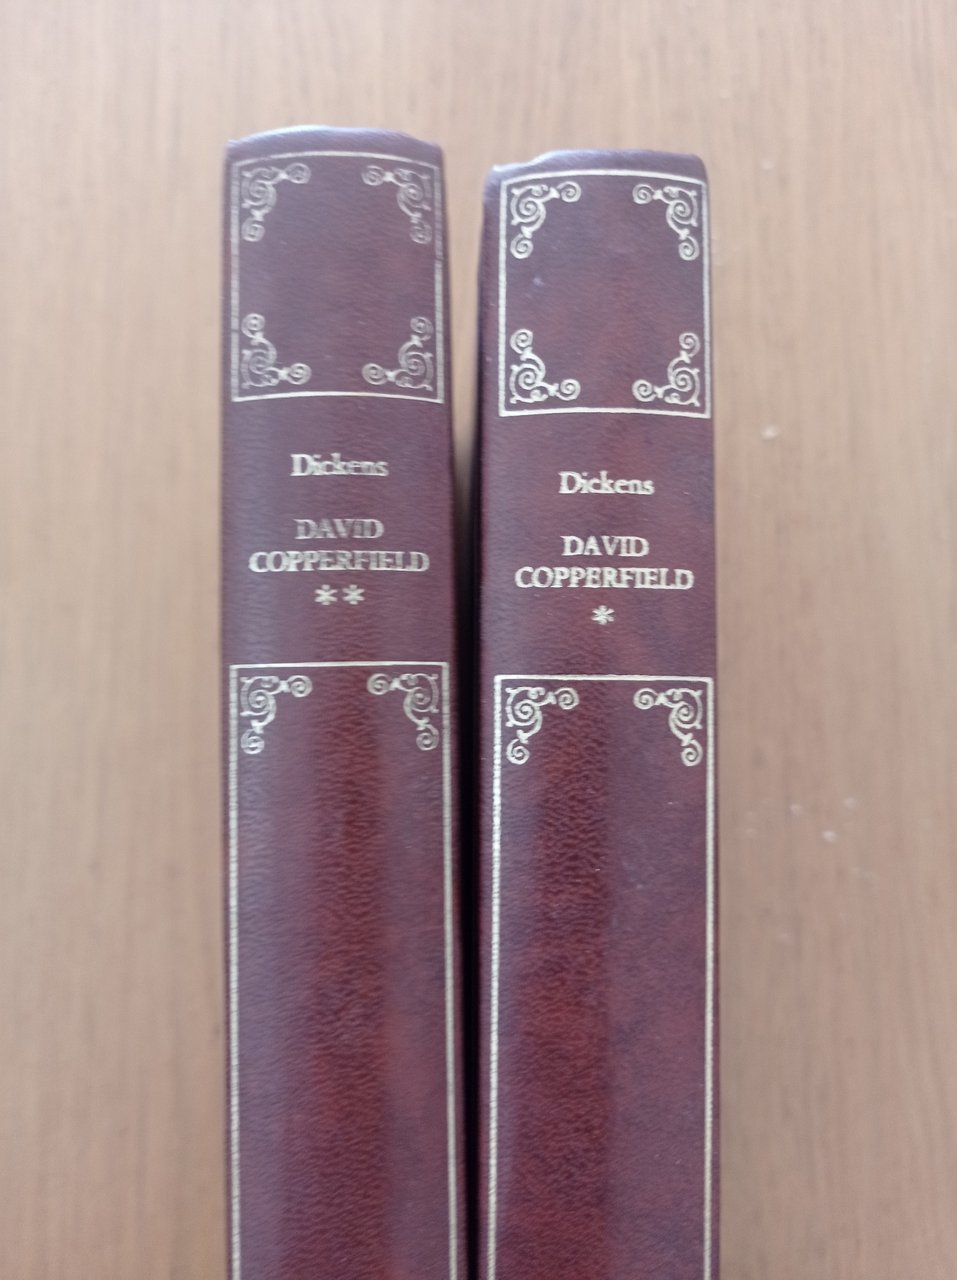 Dickens
DAVID
COPPERFIELD
**
Dickens
DAVID
COPPERFIELD
*